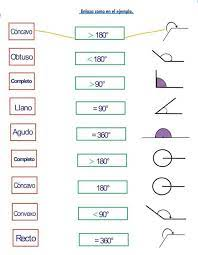 Enlaza como en el ejemplo.
Cóncavo
> 180°
Obtuso
< 180°
Completo
> 90°
Llano
= 90°
Agudo
= 360°
Completo
> 180°
Cóncavo
180°
Convexo
< 90°
Recto
= 360°